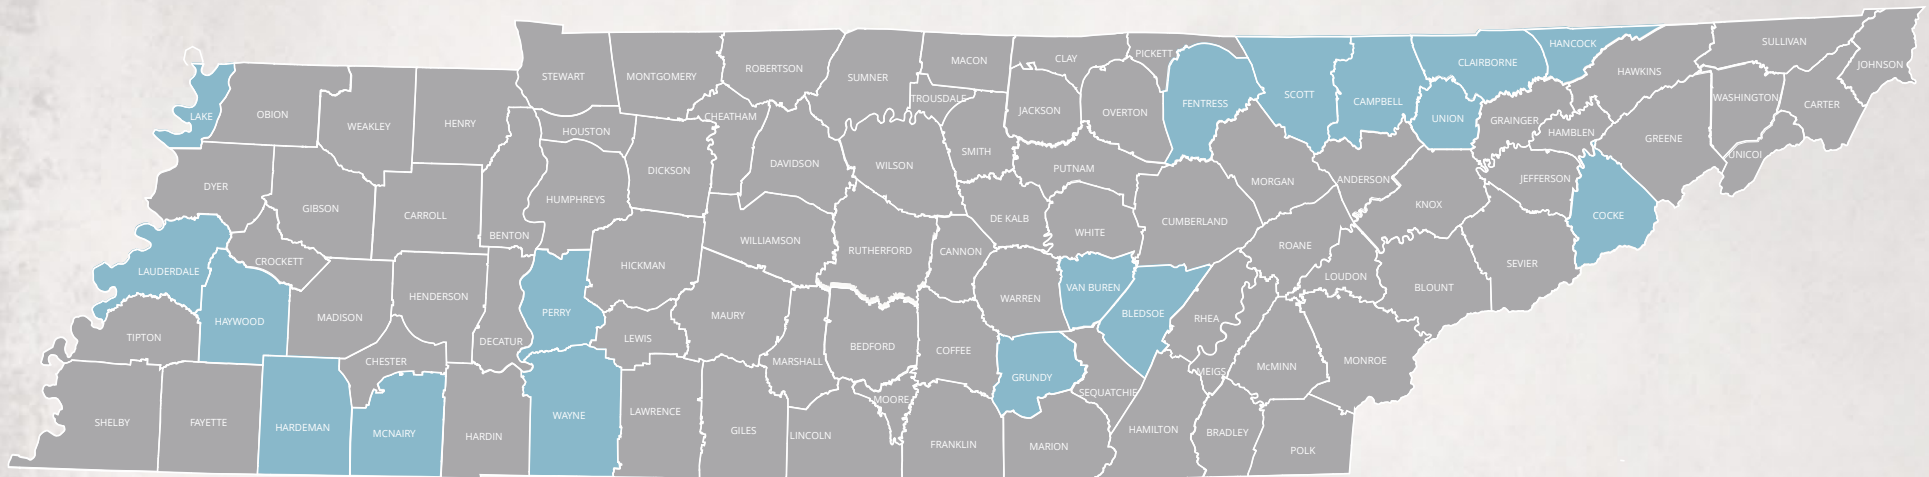 STEWART
MONTGOMERY
ROBERTSON
SUMNER
MACON
CLAY
PICKETT
HANCOCK
SULLIVAN
JOHNSON
CLAIRBORNE
HAWKINS
TROUSDALE
JACKSON
OVERTON
FENTRESS
SCOTT
CAMPBELL
WASHINGTON
CARTER
LAKE
OBION
WEAKLEY
HENRY
HOUSTON
CHEATHAM
UNION
GRAINGER
HAMBLEN
GREENE
UNICOI
DICKSON
DAVIDSON
WILSON
SMITH
PUTNAM
MORGAN
ANDERSON
JEFFERSON
COCKE
DYER
GIBSON
CARROLL
BENTON
HUMPHREYS
DE KALB
WHITE
CUMBERLAND
KNOX
ROANE
LAUDERDALE
CROCKETT
HICKMAN
WILLIAMSON
RUTHERFORD
CANNON
LOUDON
BLOUNT
SEVIER
HAYWOOD
MADISON
HENDERSON
PERRY
MAURY
WARREN
VAN BUREN
BLEDSOE
RHEA
TIPTON
CHESTER
DECATUR
LEWIS
MARSHALL
BEDFORD
COFFEE
GRUNDY
SEQUATCHIE
MEIGS
McMINN
MONROE
SHELBY
FAYETTE
HARDEMAN
MCNAIRY
HARDIN
WAYNE
LAWRENCE
GILES
LINCOLN
MOORE
FRANKLIN
MARION
HAMILTON
BRADLEY
POLK